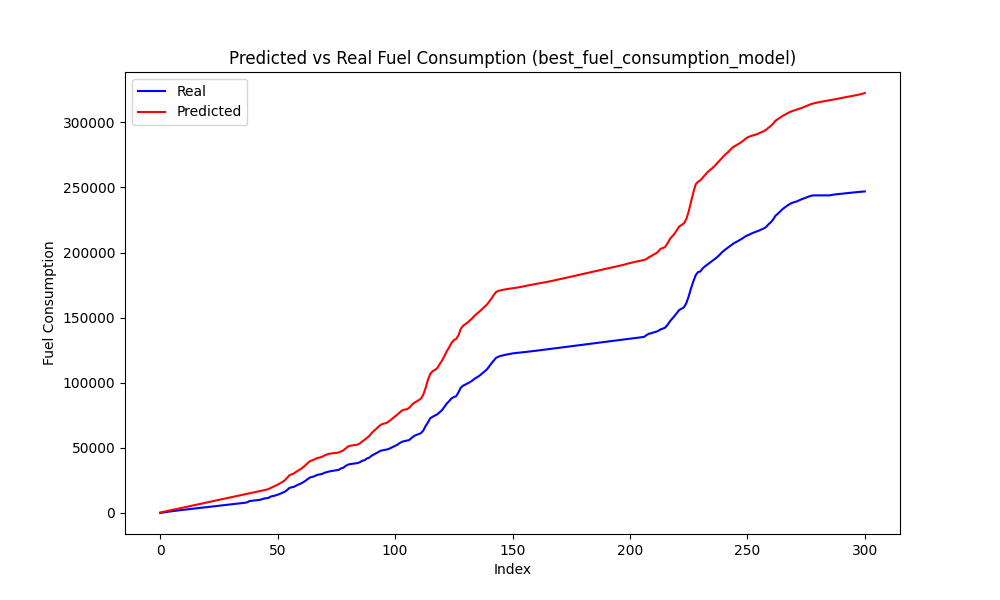 Predicted vs Real Fuel Consumption (best_fuel_consumption_model)
Real
Predicted
300000
250000
200000
150000
100000
50000
0
Fuel Consumption
0 50 100 150 200 250 300
Index